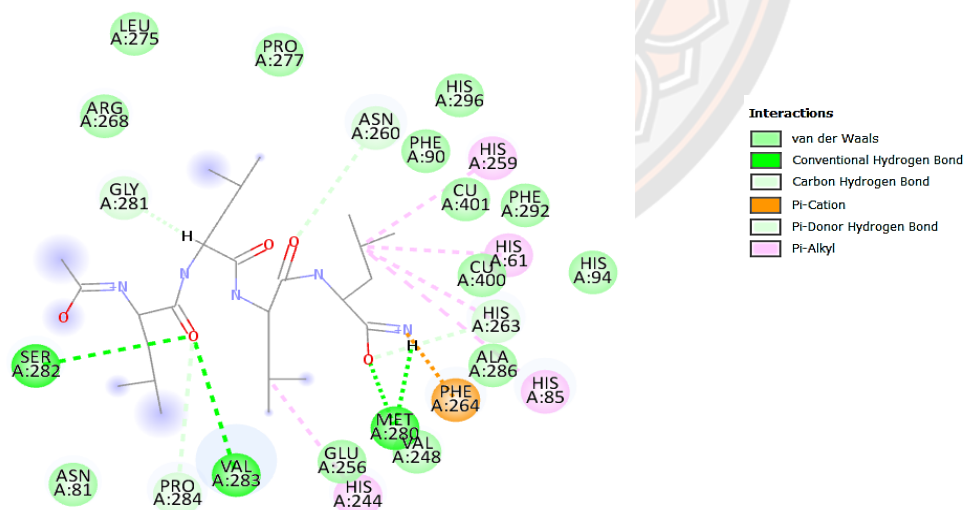 LEU
A:275
PRO
A:277
HIS
A:296
ARG
A:268
ASN
A:260
PHE
A:90
HIS
A:259
GLY
A:281
CU
A:401
PHE
A:292
H
O
O
HIS
A:61
N
N
CU
A:400
HIS
A:94
N
N
O
O
HIS
A:263
N
H
SER
A:282
O
ALA
A:286
PHE
A:264
HIS
A:85
MET
A:280
VAL
A:248
GLU
A:256
VAL
A:283
ASN
A:81
PRO
A:284
HIS
A:244
Interactions
van der Waals
Conventional Hydrogen Bond
Carbon Hydrogen Bond
Pi-Cation
Pi-Donor Hydrogen Bond
Pi-Alkyl